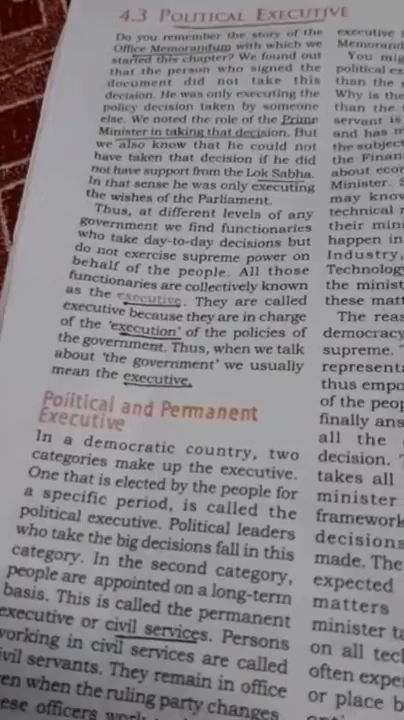 4.3 POLITICAL EXECUTIVE
Do you remember the story of the
Office Memorandum with which we
started this chapter? We found out
that the person who signed the
document did not take this
decision. He was only executing the
policy decision taken by someone
else. We noted the role of the Prime
Minister in taking that decision. But
we also know that he could not
have taken that decision if he did
not have support from the Lok Sabha.
In that sense he was only executing
the wishes of the Parliament.
Thus, at different levels of any
government we find functionaries
who take day-to-day decisions but
do not exercise supreme power on
behalf of the people. All those
functionaries are collectively known
as the executive. They are called
executive because they are in charge
of the ‘execution’ of the policies of
the government. Thus, when we talk
about ‘the government’ we usually
mean the executive.
Political and Permanent
Executive
In a democratic country, two
categories make up the executive.
One that is elected by the people for
a specific period, is called the
political executive. Political leaders
who take the big decisions fall in this
category. In the second category,
people are appointed on a long-term
basis. This is called the permanent
executive or civil services. Persons
working in civil services are called
civil servants. They remain in office
when the ruling party changes
these officers work
executive
You
political ex
than the
Why is the
than the
servant is
and has
the subject
the Finan
about econ
Minister.
may know
technical
their mini
happen in
Industry,
Technology
the minist
these matt
The reas
democracy
supreme.
represent
thus empo
of the peop
finally ans
all the
decision.
takes all
minister
framework
decisions
made. The
expected
matters
minister
on all tec
often expe
or place b